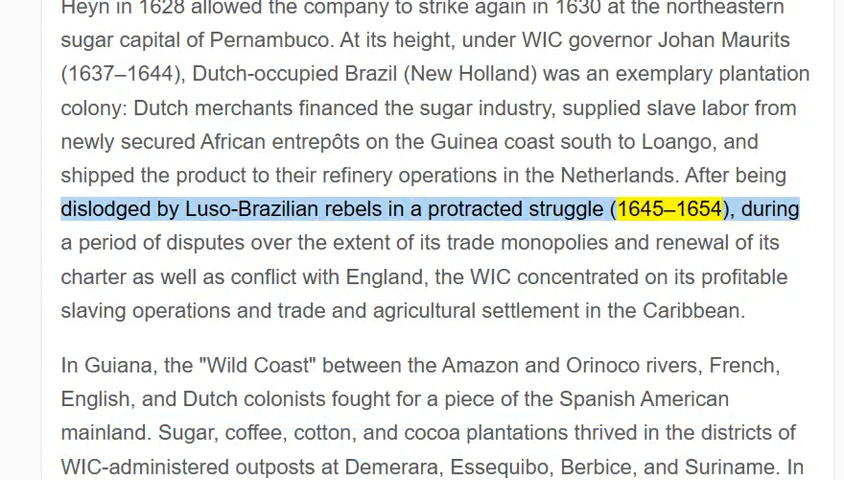 Heyn in 1628 allowed the company to strike again in 1630 at the northeastern
sugar capital of Pernambuco. At its height, under WIC governor Johan Maurits
(1637–1644), Dutch-occupied Brazil (New Holland) was an exemplary plantation
colony: Dutch merchants financed the sugar industry, supplied slave labor from
newly secured African entrepôts on the Guinea coast south to Loango, and
shipped the product to their refinery operations in the Netherlands. After being
dislodged by Luso-Brazilian rebels in a protracted struggle (1645–1654), during
a period of disputes over the extent of its trade monopolies and renewal of its
charter as well as conflict with England, the WIC concentrated on its profitable
slaving operations and trade and agricultural settlement in the Caribbean.
In Guiana, the "Wild Coast" between the Amazon and Orinoco rivers, French,
English, and Dutch colonists fought for a piece of the Spanish American
mainland. Sugar, coffee, cotton, and cocoa plantations thrived in the districts of
WIC-administered outposts at Demerara, Essequibo, Berbice, and Suriname. In